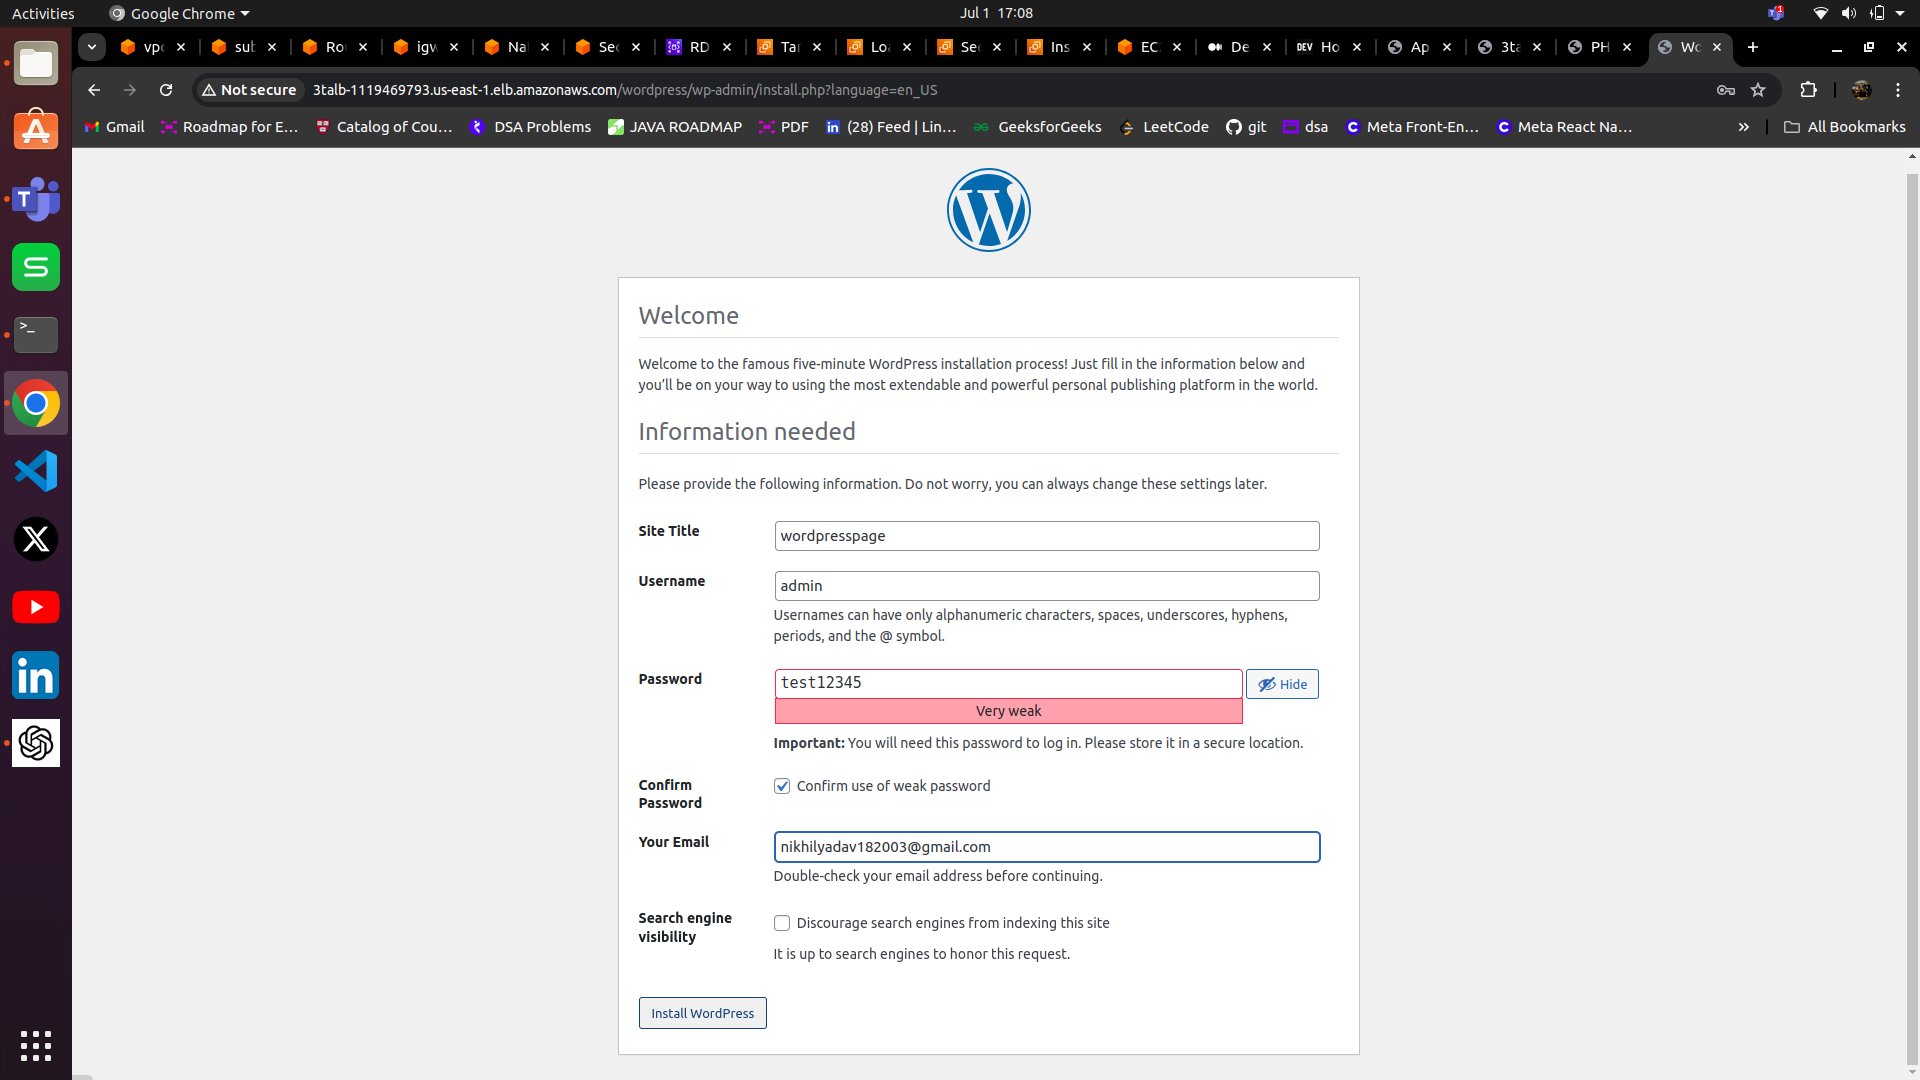 Activities
Google Chrome
Jul 1 17:08
1
vpc
sub
Rou
igw
Nat
Sec
RD
Tar
Loa
Sec
Ins
EC
De
DEV
Ho
Ap
3ta
PH
Wo
Not secure
3talb-1119469793.us-east-1.elb.amazonaws.com/wordpress/wp-admin/install.php?language=en_US
Gmail
Roadmap for E...
Catalog of Cou...
DSA Problems
JAVA ROADMAP
PDF
(28) Feed | Lin...
GeeksforGeeks
LeetCode
git
dsa
Meta Front-En...
Meta React Na...
»
All Bookmarks
Welcome
Welcome to the famous five-minute WordPress installation process! Just fill in the information below and
you’ll be on your way to using the most extendable and powerful personal publishing platform in the world.
Information needed
Please provide the following information. Do not worry, you can always change these settings later.
Site Title
wordpresspage
Username
admin
Usernames can have only alphanumeric characters, spaces, underscores, hyphens,
periods, and the @ symbol.
Password
test12345
Hide
Very weak
Important: You will need this password to log in. Please store it in a secure location.
Confirm
Password
Confirm use of weak password
Your Email
nikhilyadav182003@gmail.com
Double-check your email address before continuing.
Search engine
visibility
Discourage search engines from indexing this site
It is up to search engines to honor this request.
Install WordPress